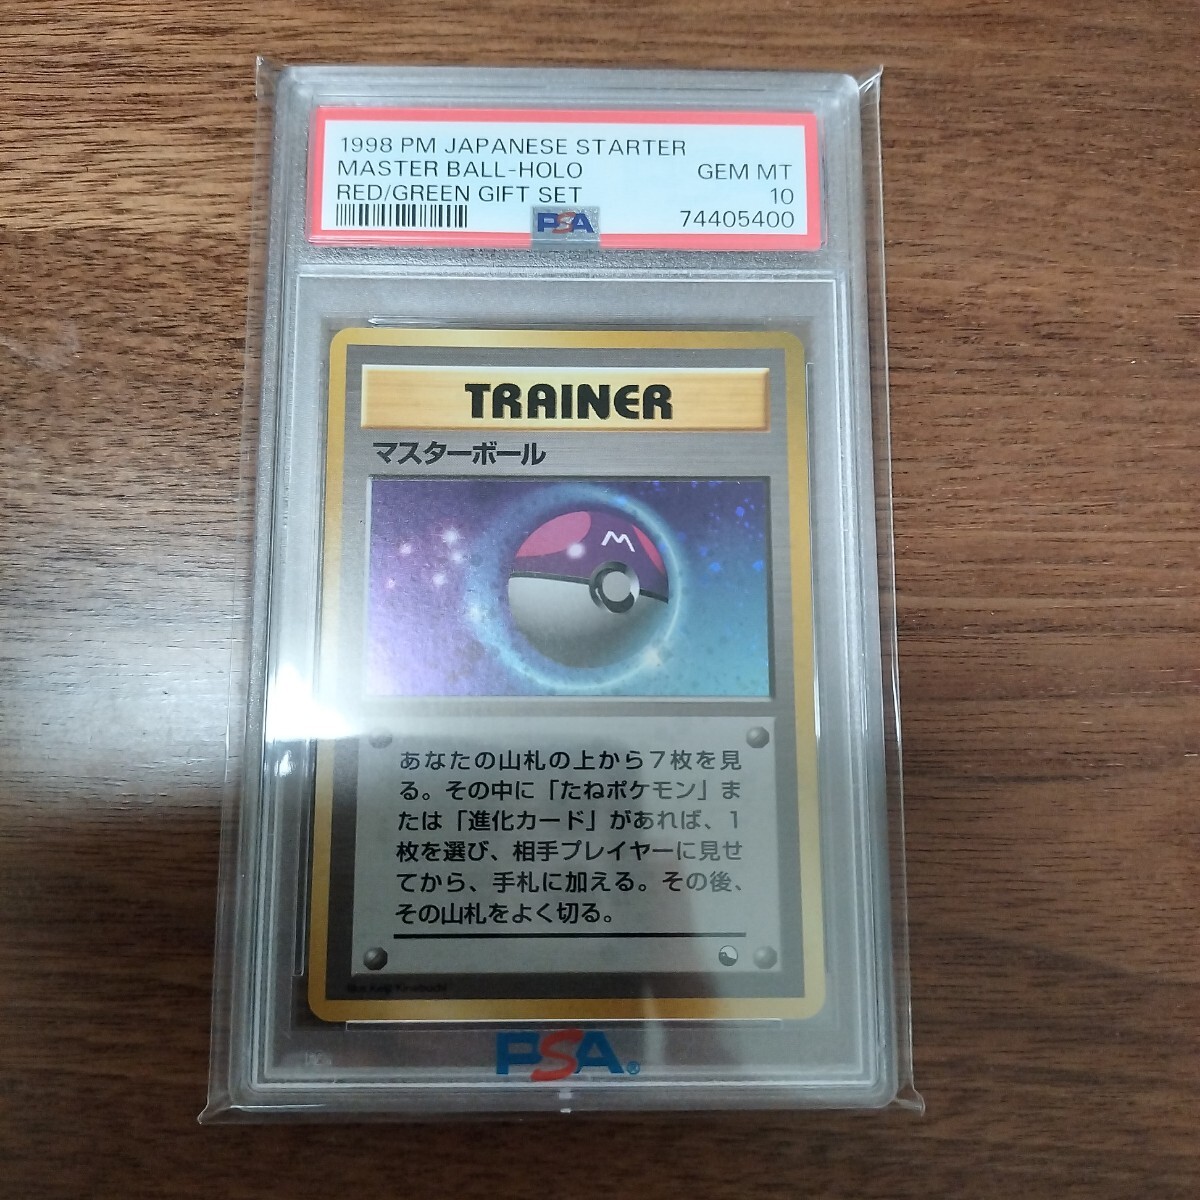 1998 PM JAPANESE STARTER
MASTER BALL-HOLO GEM MT
RED/GREEN GIFT SET 10
PSA 74405400
TRAINER
マスターボール
M
あなたの山札の上から7枚を見
る。その中に「たねポケモン」ま
たは「進化カード」があれば、1
枚を選び、相手プレイヤーに見せ
てから、手札に加える。その後、
その山札をよく切る。
PSA®